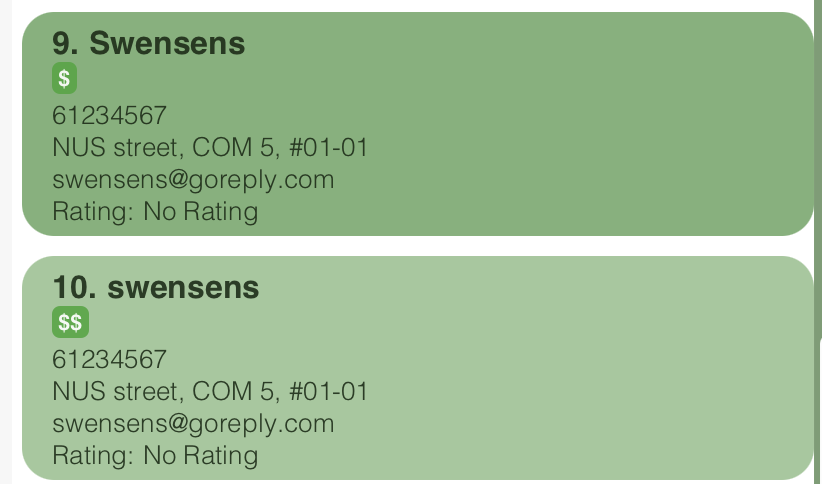 9. Swensens
$
61234567
NUS street, COM 5, #01-01
swensens@goreply.com
Rating: No Rating
10. swensens
$$
61234567
NUS street, COM 5, #01-01
swensens@goreply.com
Rating: No Rating